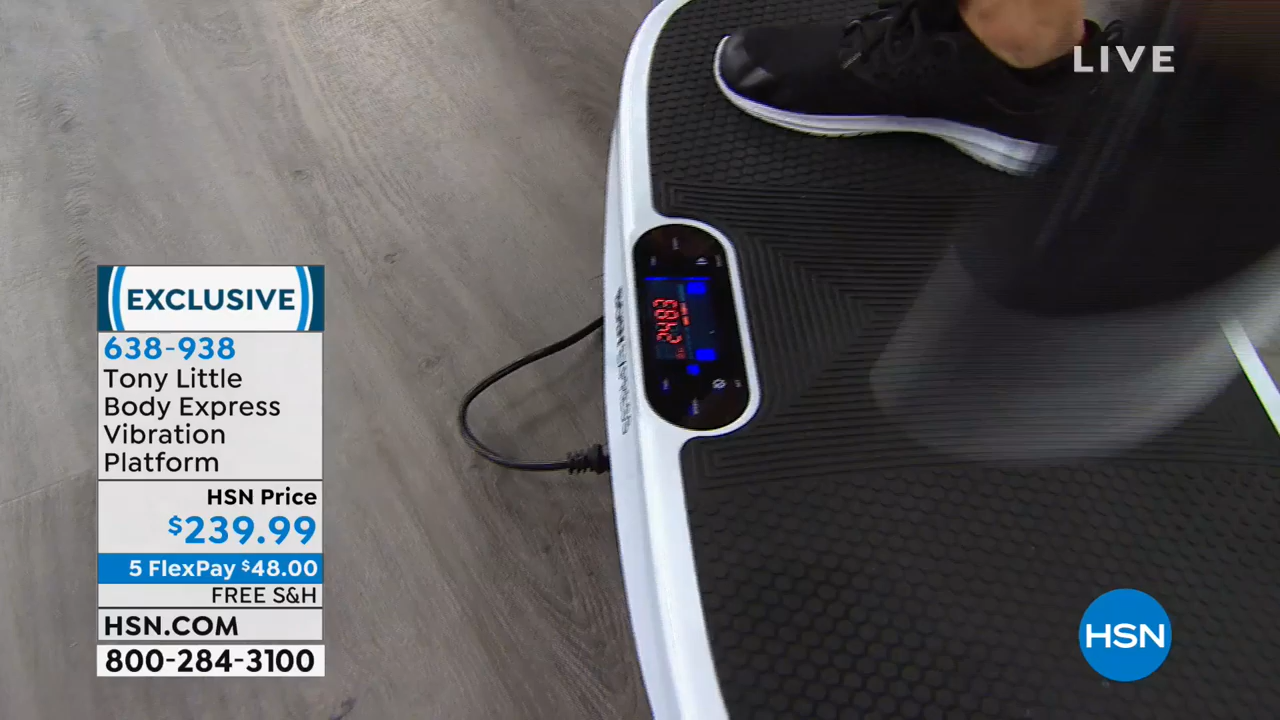 LIVE
EXCLUSIVE
638-938
Tony Little
Body Express
Vibration
Platform
HSN Price
$239.99
5 FlexPay $48.00
FREE S&H
HSN.COM
800-284-3100
HSN